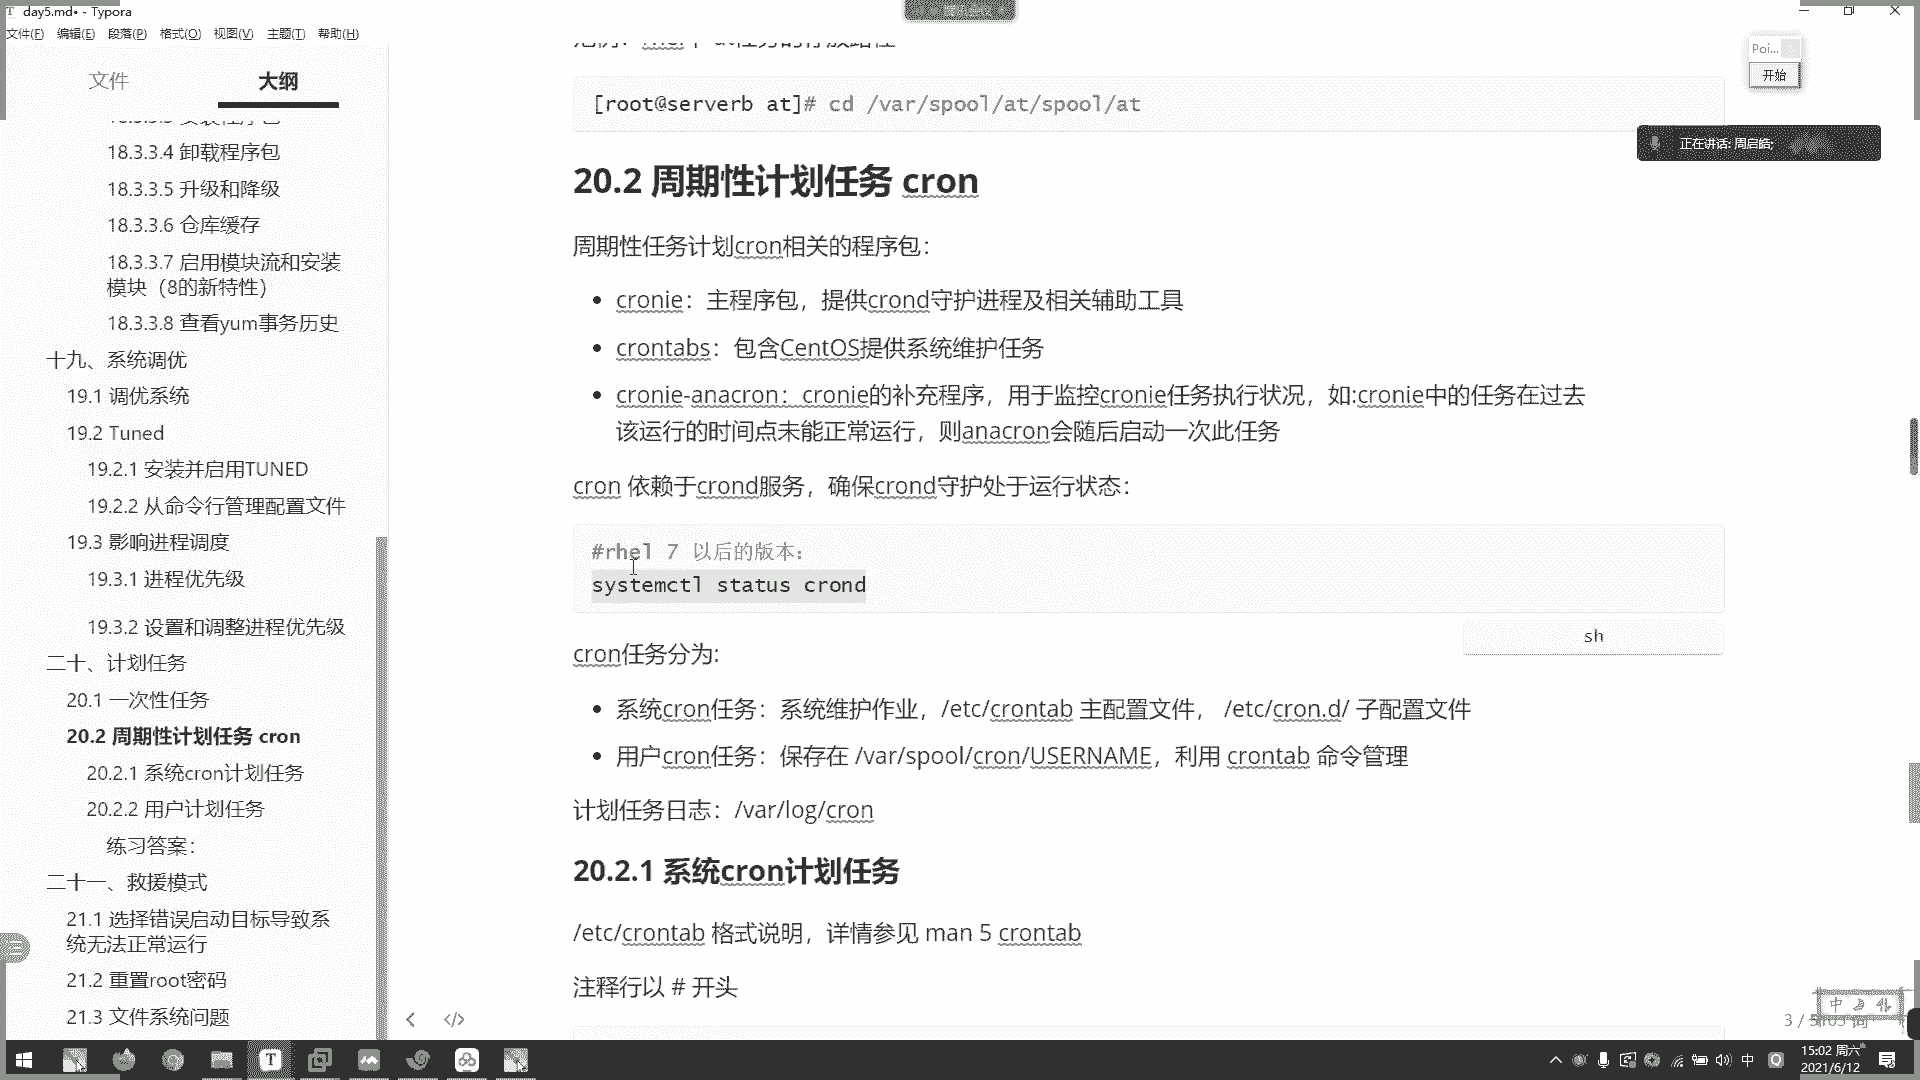 day5.md• - Typora
文件(F) 编辑(E) 段落(P) 格式(O) 视图(V) 主题(T) 帮助(H)
文件 大纲
18.3.3.4 卸载程序包
18.3.3.5 升级和降级
18.3.3.6 仓库缓存
18.3.3.7 启用模块流和安装
模块（8的新特性）
18.3.3.8 查看yum事务历史
十九、系统调优
19.1 调优系统
19.2 Tuned
19.2.1 安装并启用TUNED
19.2.2 从命令行管理配置文件
19.3 影响进程调度
19.3.1 进程优先级
19.3.2 设置和调整进程优先级
二十、计划任务
20.1 一次性任务
20.2 周期性计划任务 cron
20.2.1 系统cron计划任务
20.2.2 用户计划任务
练习答案：
二十一、救援模式
21.1 选择错误启动目标导致系
统无法正常运行
21.2 重置root密码
21.3 文件系统问题
[root@serverb at]# cd /var/spool/at/spool/at
20.2 周期性计划任务 cron
周期性任务计划cron相关的程序包：
cronie：主程序包，提供crond守护进程及相关辅助工具
crontabs：包含CentOS提供系统维护任务
cronie-anacron：cronie的补充程序，用于监控cronie任务执行状况，如:cronie中的任务在过去
该运行的时间点未能正常运行，则anacron会随后启动一次此任务
cron 依赖于crond服务，确保crond守护处于运行状态：
#rhel 7 以后的版本：
systemctl status crond
sh
cron任务分为:
系统cron任务：系统维护作业，/etc/crontab 主配置文件， /etc/cron.d/ 子配置文件
用户cron任务：保存在 /var/spool/cron/USERNAME，利用 crontab 命令管理
计划任务日志：/var/log/cron
20.2.1 系统cron计划任务
/etc/crontab 格式说明，详情参见 man 5 crontab
注释行以 # 开头
Poi...
开始
正在讲话: 周启皓;
中
15:02 周六
2021/6/12